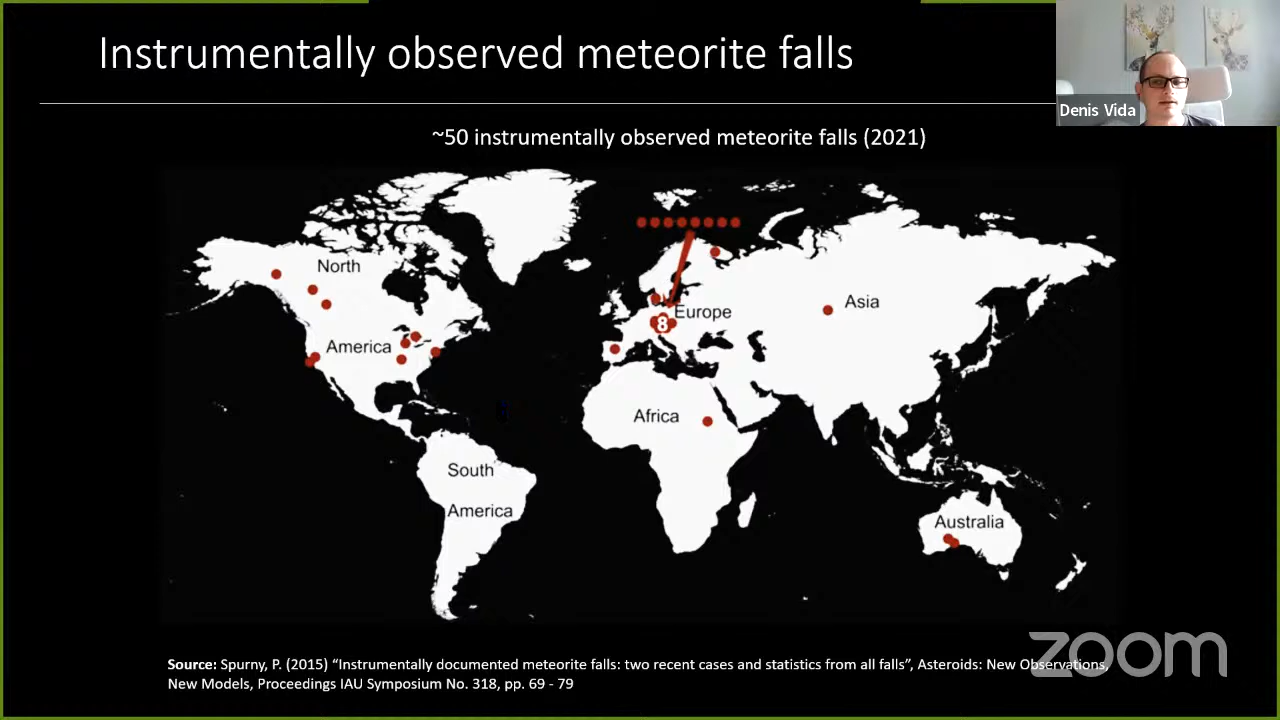 Instrumentally observed meteorite falls
Denis Vida
~50 instrumentally observed meteorite falls (2021)
North
America
Europe
8
Asia
Africa
South
America
Australia
zoom
Source: Spurny, P. (2015) “Instrumentally documented meteorite falls: two recent cases and statistics from all falls”, Asteroids: New Observations,
New Models, Proceedings IAU Symposium No. 318, pp. 69 - 79